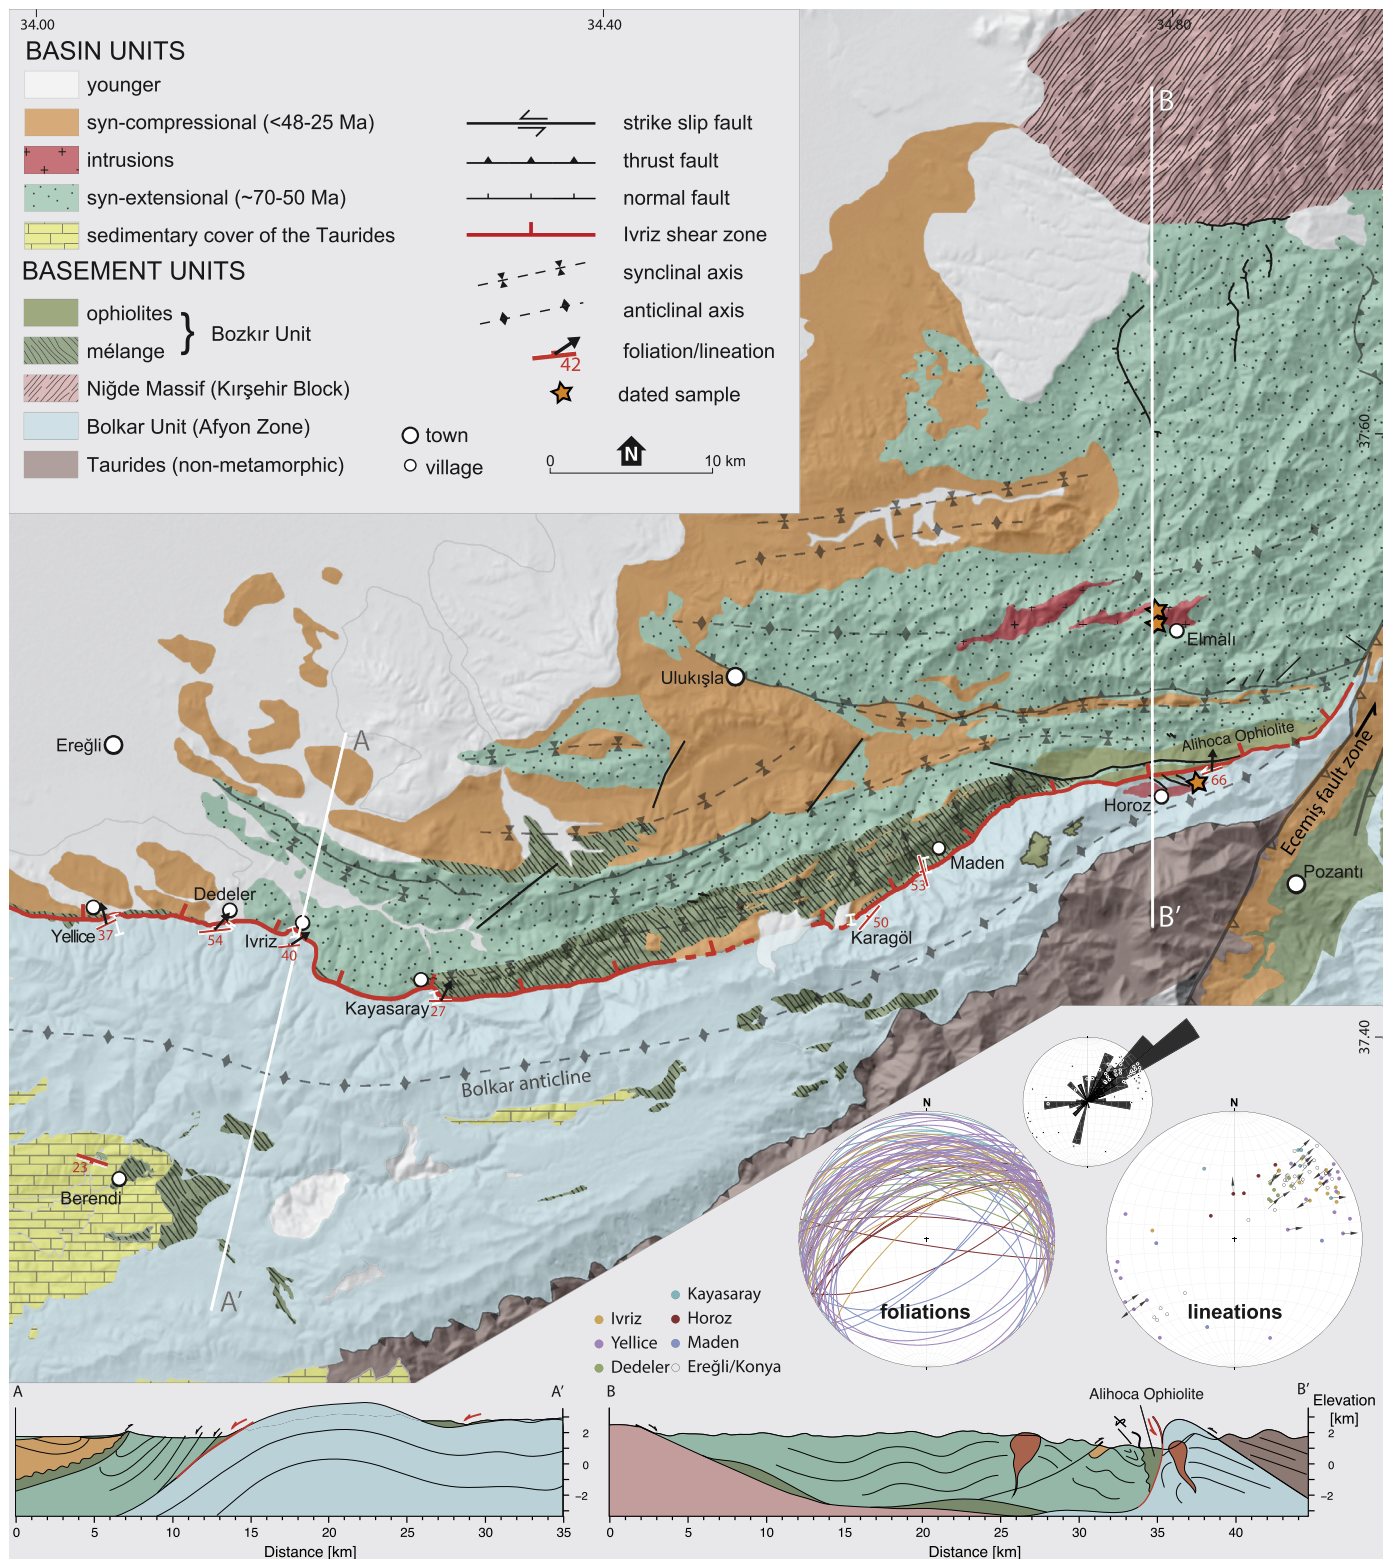 34.00
34.40
34.80
BASIN UNITS
younger
syn-compressional (<48-25 Ma)
intrusions
syn-extensional (~70-50 Ma)
sedimentary cover of the Taurides
BASEMENT UNITS
ophiolites
mélange
} Bozkır Unit
Niğde Massif (Kırşehir Block)
Bolkar Unit (Afyon Zone)
Taurides (non-metamorphic)
strike slip fault
thrust fault
normal fault
Ivriz shear zone
synclinal axis
anticlinal axis
foliation/lineation
42
dated sample
town
village
N
0
10 km
B
37.60
Elmalı
Ulukışla
Ereğli
A
Alihoca Ophiolite
66
Horoz
Ecemiş fault zone
Maden
53
Pozantı
Dedeler
Yellice
37
54
Ivriz
40
50
Karagöl
B'
Kayasaray
27
37.40
Bolkar anticline
23
Berendi
A'
N
N
foliations
lineations
Kayasaray
Ivriz
Horoz
Yellice
Maden
Dedeler
Ereğli/Konya
A
A'
B
Alihoca Ophiolite
B'
Elevation
[km]
2
0
−2
2
0
−2
0
5
10
15
20
25
30
35
0
5
10
15
20
25
30
35
40
Distance [km]
Distance [km]